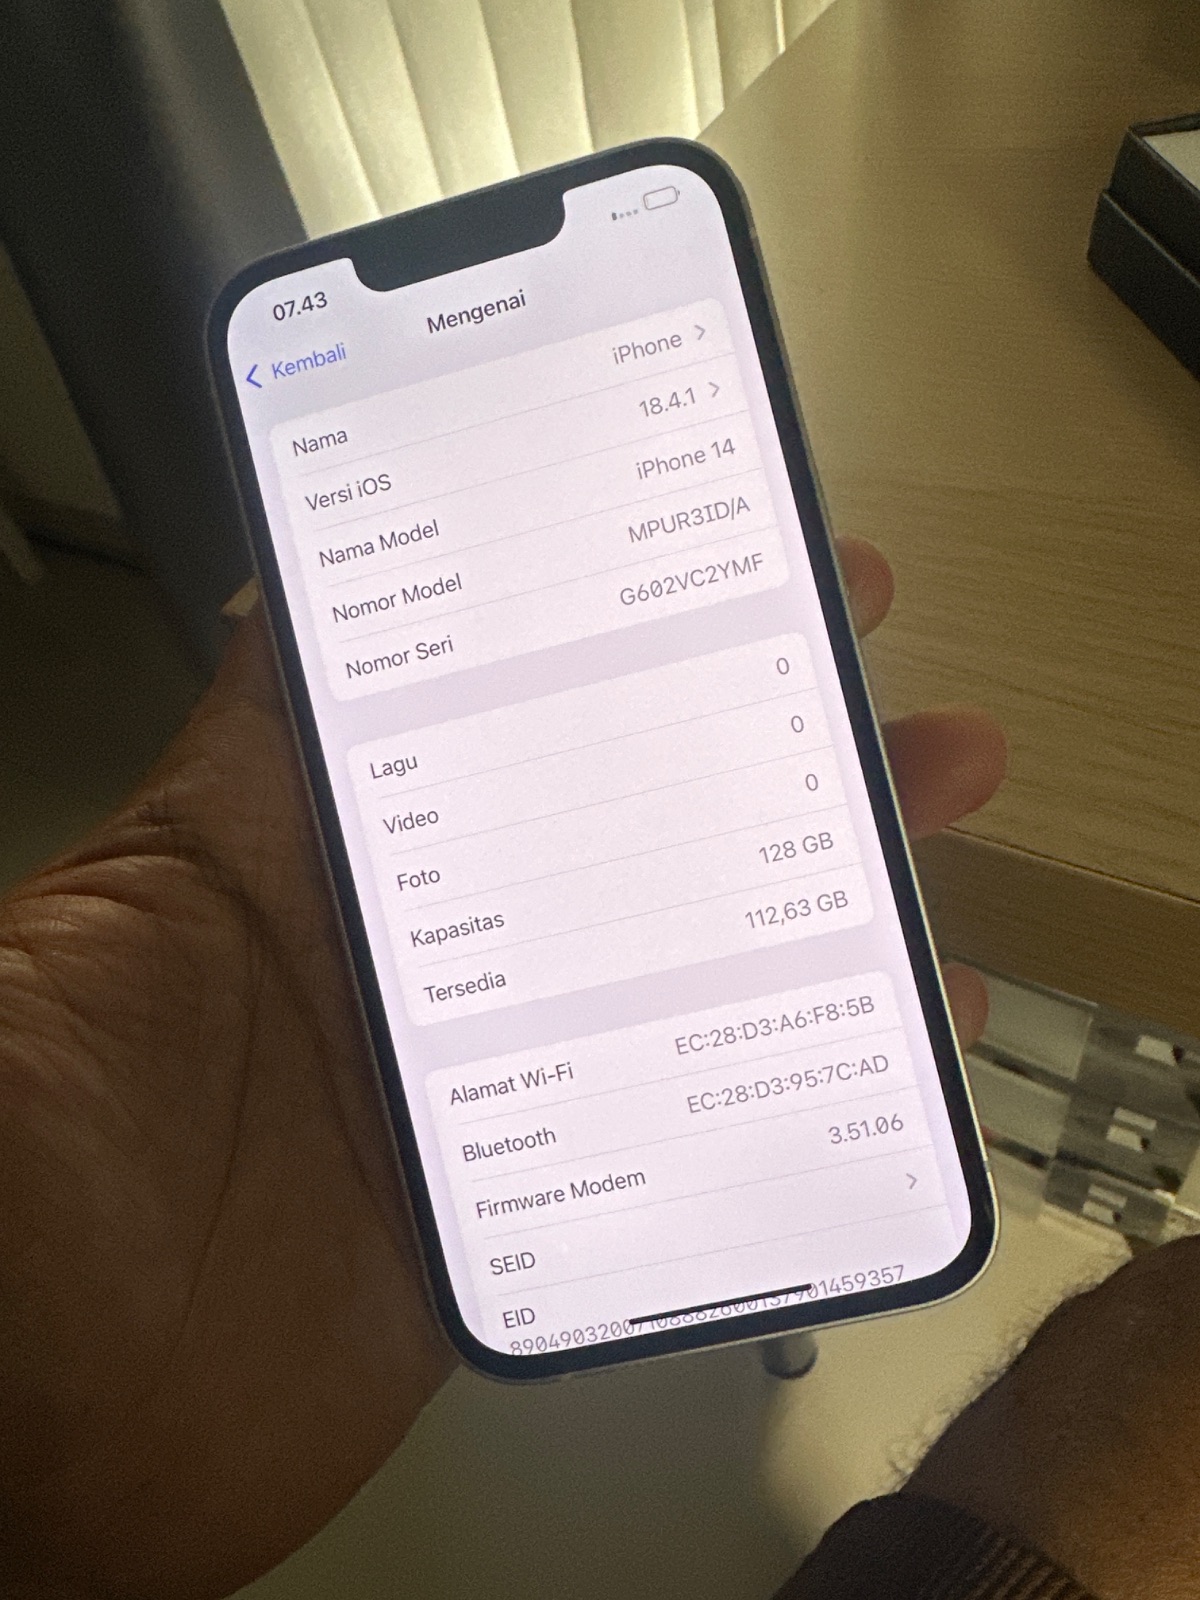 07.43
Kembali
Mengenai
Nama iPhone
Versi iOS 18.4.1
Nama Model iPhone 14
Nomor Model MPUR3ID/A
Nomor Seri G602VC2YMF
Lagu 0
Video 0
Foto 0
Kapasitas 128 GB
Tersedia 112,63 GB
Alamat Wi-Fi EC:28:D3:A6:F8:5B
Bluetooth EC:28:D3:95:7C:AD
Firmware Modem 3.51.06
SEID
EID